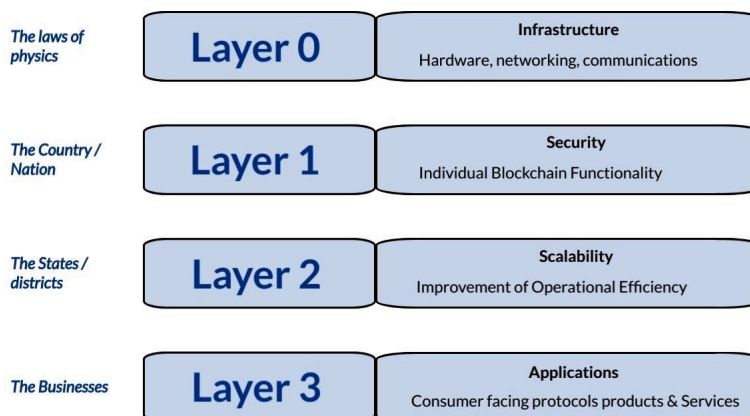 The laws of
physics
Layer 0
Infrastructure
Hardware, networking, communications
The Country /
Nation
Layer 1
Security
Individual Blockchain Functionality
The States /
districts
Layer 2
Scalability
Improvement of Operational Efficiency
The Businesses
Layer 3
Applications
Consumer facing protocols products & Services